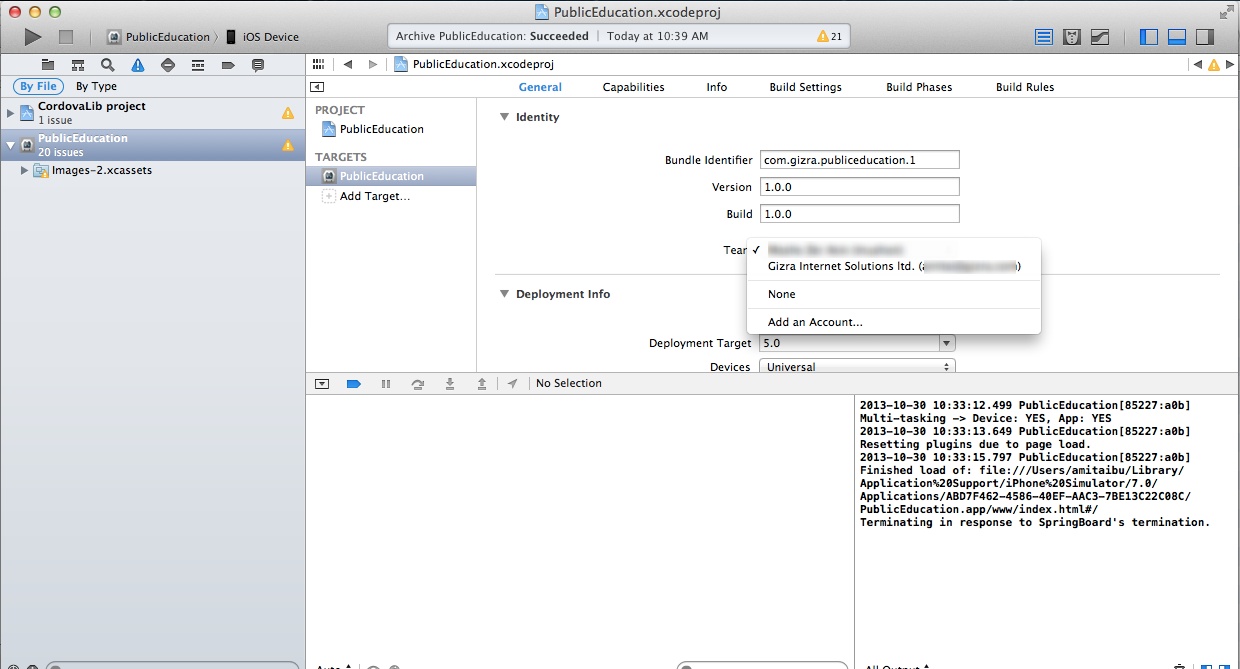 PublicEducation.xcodeproj
PublicEducation 〉 iOS Device
Archive PublicEducation: Succeeded | Today at 10:39 AM
21
PublicEducation.xcodeproj
By File By Type
CordovaLib project
1 issue
PublicEducation
20 issues
Images-2.xcassets
General Capabilities Info Build Settings Build Phases Build Rules
PROJECT
PublicEducation
TARGETS
PublicEducation
Add Target...
Identity
Bundle Identifier com.gizra.publiceducation.1
Version 1.0.0
Build 1.0.0
Tear ✓
Gizra Internet Solutions ltd. ( )
None
Add an Account...
Deployment Info
Deployment Target 5.0
Devices Universal
No Selection
2013-10-30 10:33:12.499 PublicEducation[85227:a0b]
Multi-tasking -> Device: YES, App: YES
2013-10-30 10:33:13.649 PublicEducation[85227:a0b]
Resetting plugins due to page load.
2013-10-30 10:33:15.797 PublicEducation[85227:a0b]
Finished load of: file:///Users/amitaibu/Library/
Application%20Support/iPhone%20Simulator/7.0/
Applications/ABD7F462-4586-40EF-AAC3-7BE13C22C08C/
PublicEducation.app/www/index.html#/
Terminating in response to SpringBoard's termination.
Auto
All Output